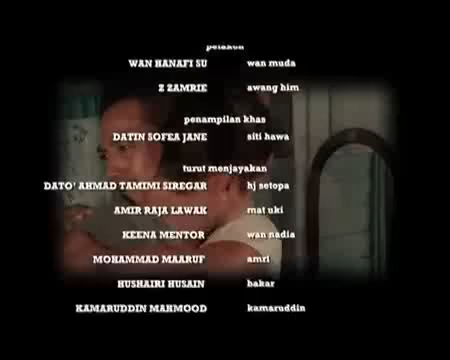 pelakon
WAN HANAFI SU wan muda
Z ZAMRIE awang him
penampilan khas
DATIN SOFEA JANE siti hawa
turut menjayakan
DATO' AHMAD TAMIMI SIREGAR hj setopa
AMIR RAJA LAWAK mat uki
KEENA MENTOR wan nadia
MOHAMMAD MAARUF amri
HUSHAIRI HUSAIN bakar
KAMARUDDIN MAHMOOD kamaruddin